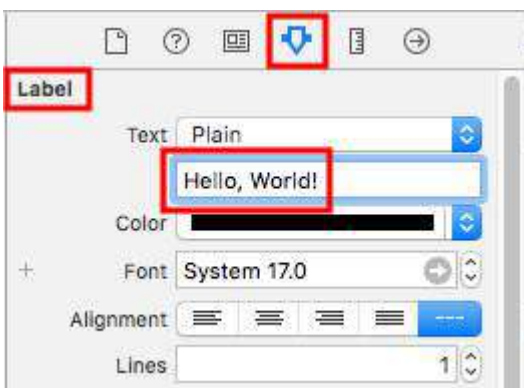 Label
Text Plain
Hello, World!
Color
+ Font System 17.0
Alignment ---
Lines 1